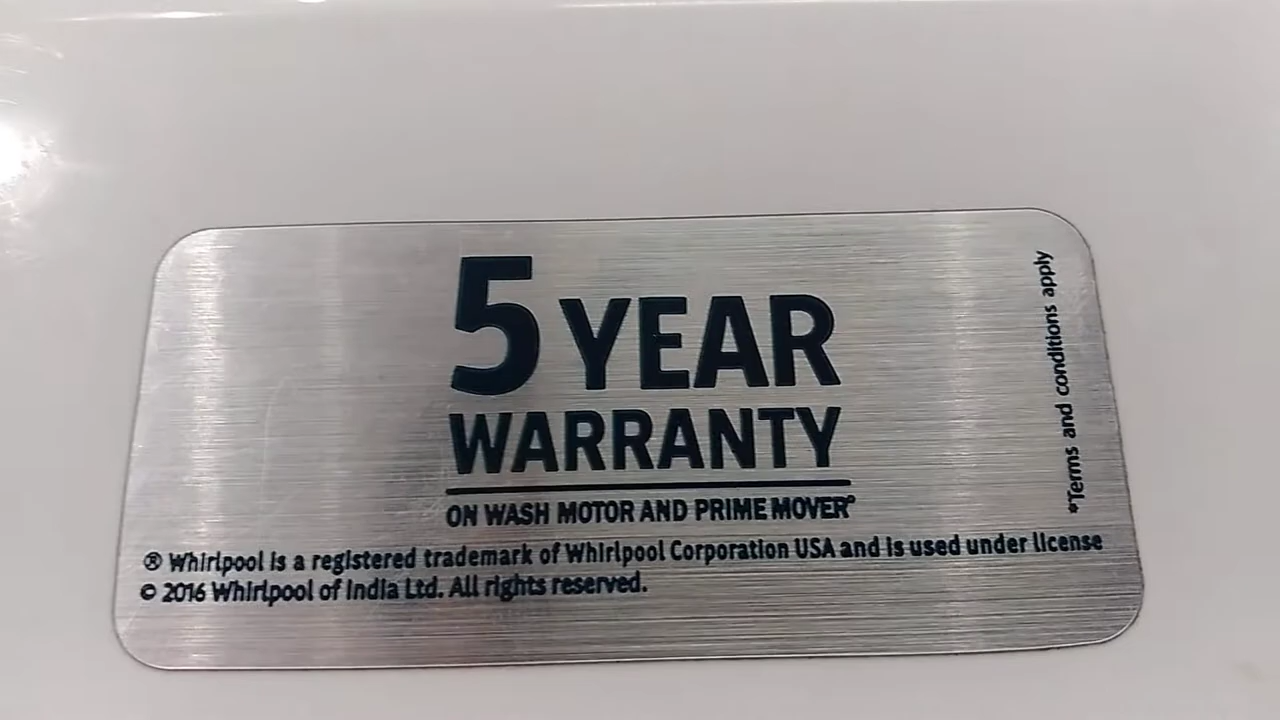 5 YEAR
WARRANTY
ON WASH MOTOR AND PRIME MOVER*
® Whirlpool is a registered trademark of Whirlpool Corporation USA and is used under license
© 2016 Whirlpool of India Ltd. All rights reserved.
*Terms and conditions apply